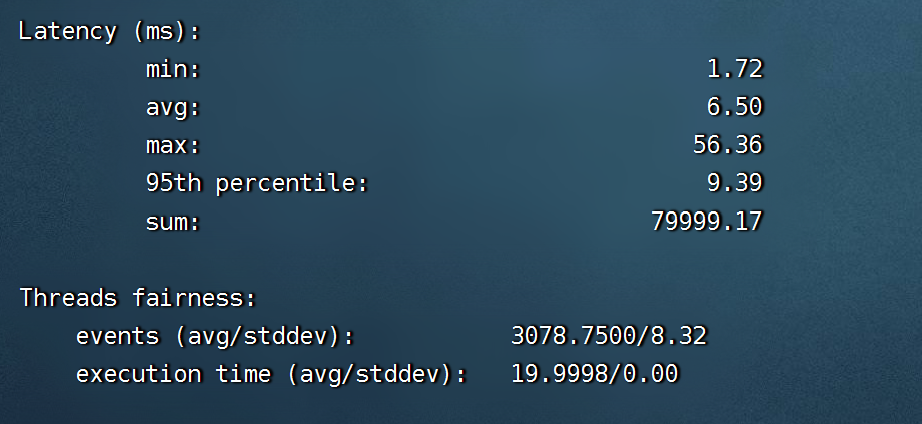 Latency (ms):
min: 1.72
avg: 6.50
max: 56.36
95th percentile: 9.39
sum: 79999.17
Threads fairness:
events (avg/stddev): 3078.7500/8.32
execution time (avg/stddev): 19.9998/0.00